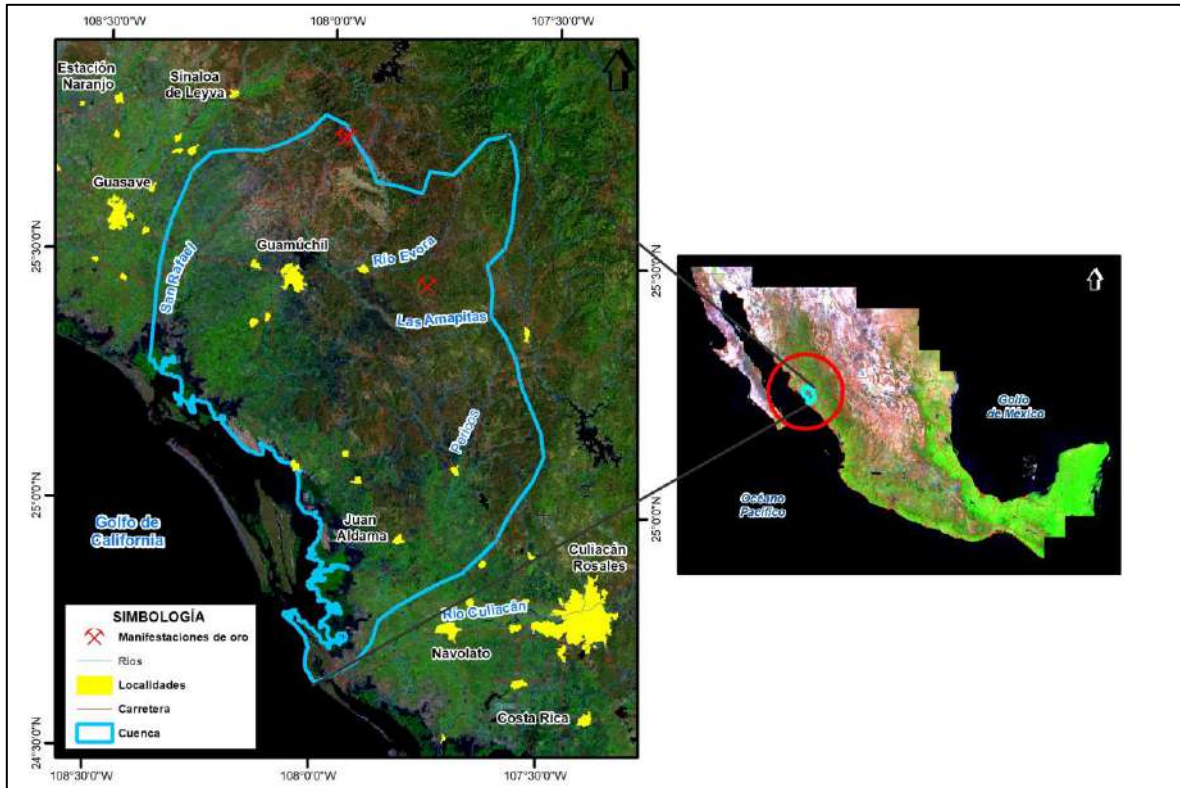 108°30'0"W
108°0'0"W
107°30'0"W
Estación
Naranjo
Sinaloa
de Leyva
Guasave
San Rafael
Guamúchil
Río Evora
Las Amapitas
Pericos
Golfo de
California
Juan
Aldama
Culiacán
Rosales
Río Culiacán
Navolato
Costa Rica
25°30'0"N
25°0'0"N
24°30'0"N
25°30'0"N
25°0'0"N
108°30'0"W
108°0'0"W
107°30'0"W
SIMBOLOGÍA
Manifestaciones de oro
Ríos
Localidades
Carretera
Cuenca
Golfo
de México
Océano
Pacífico